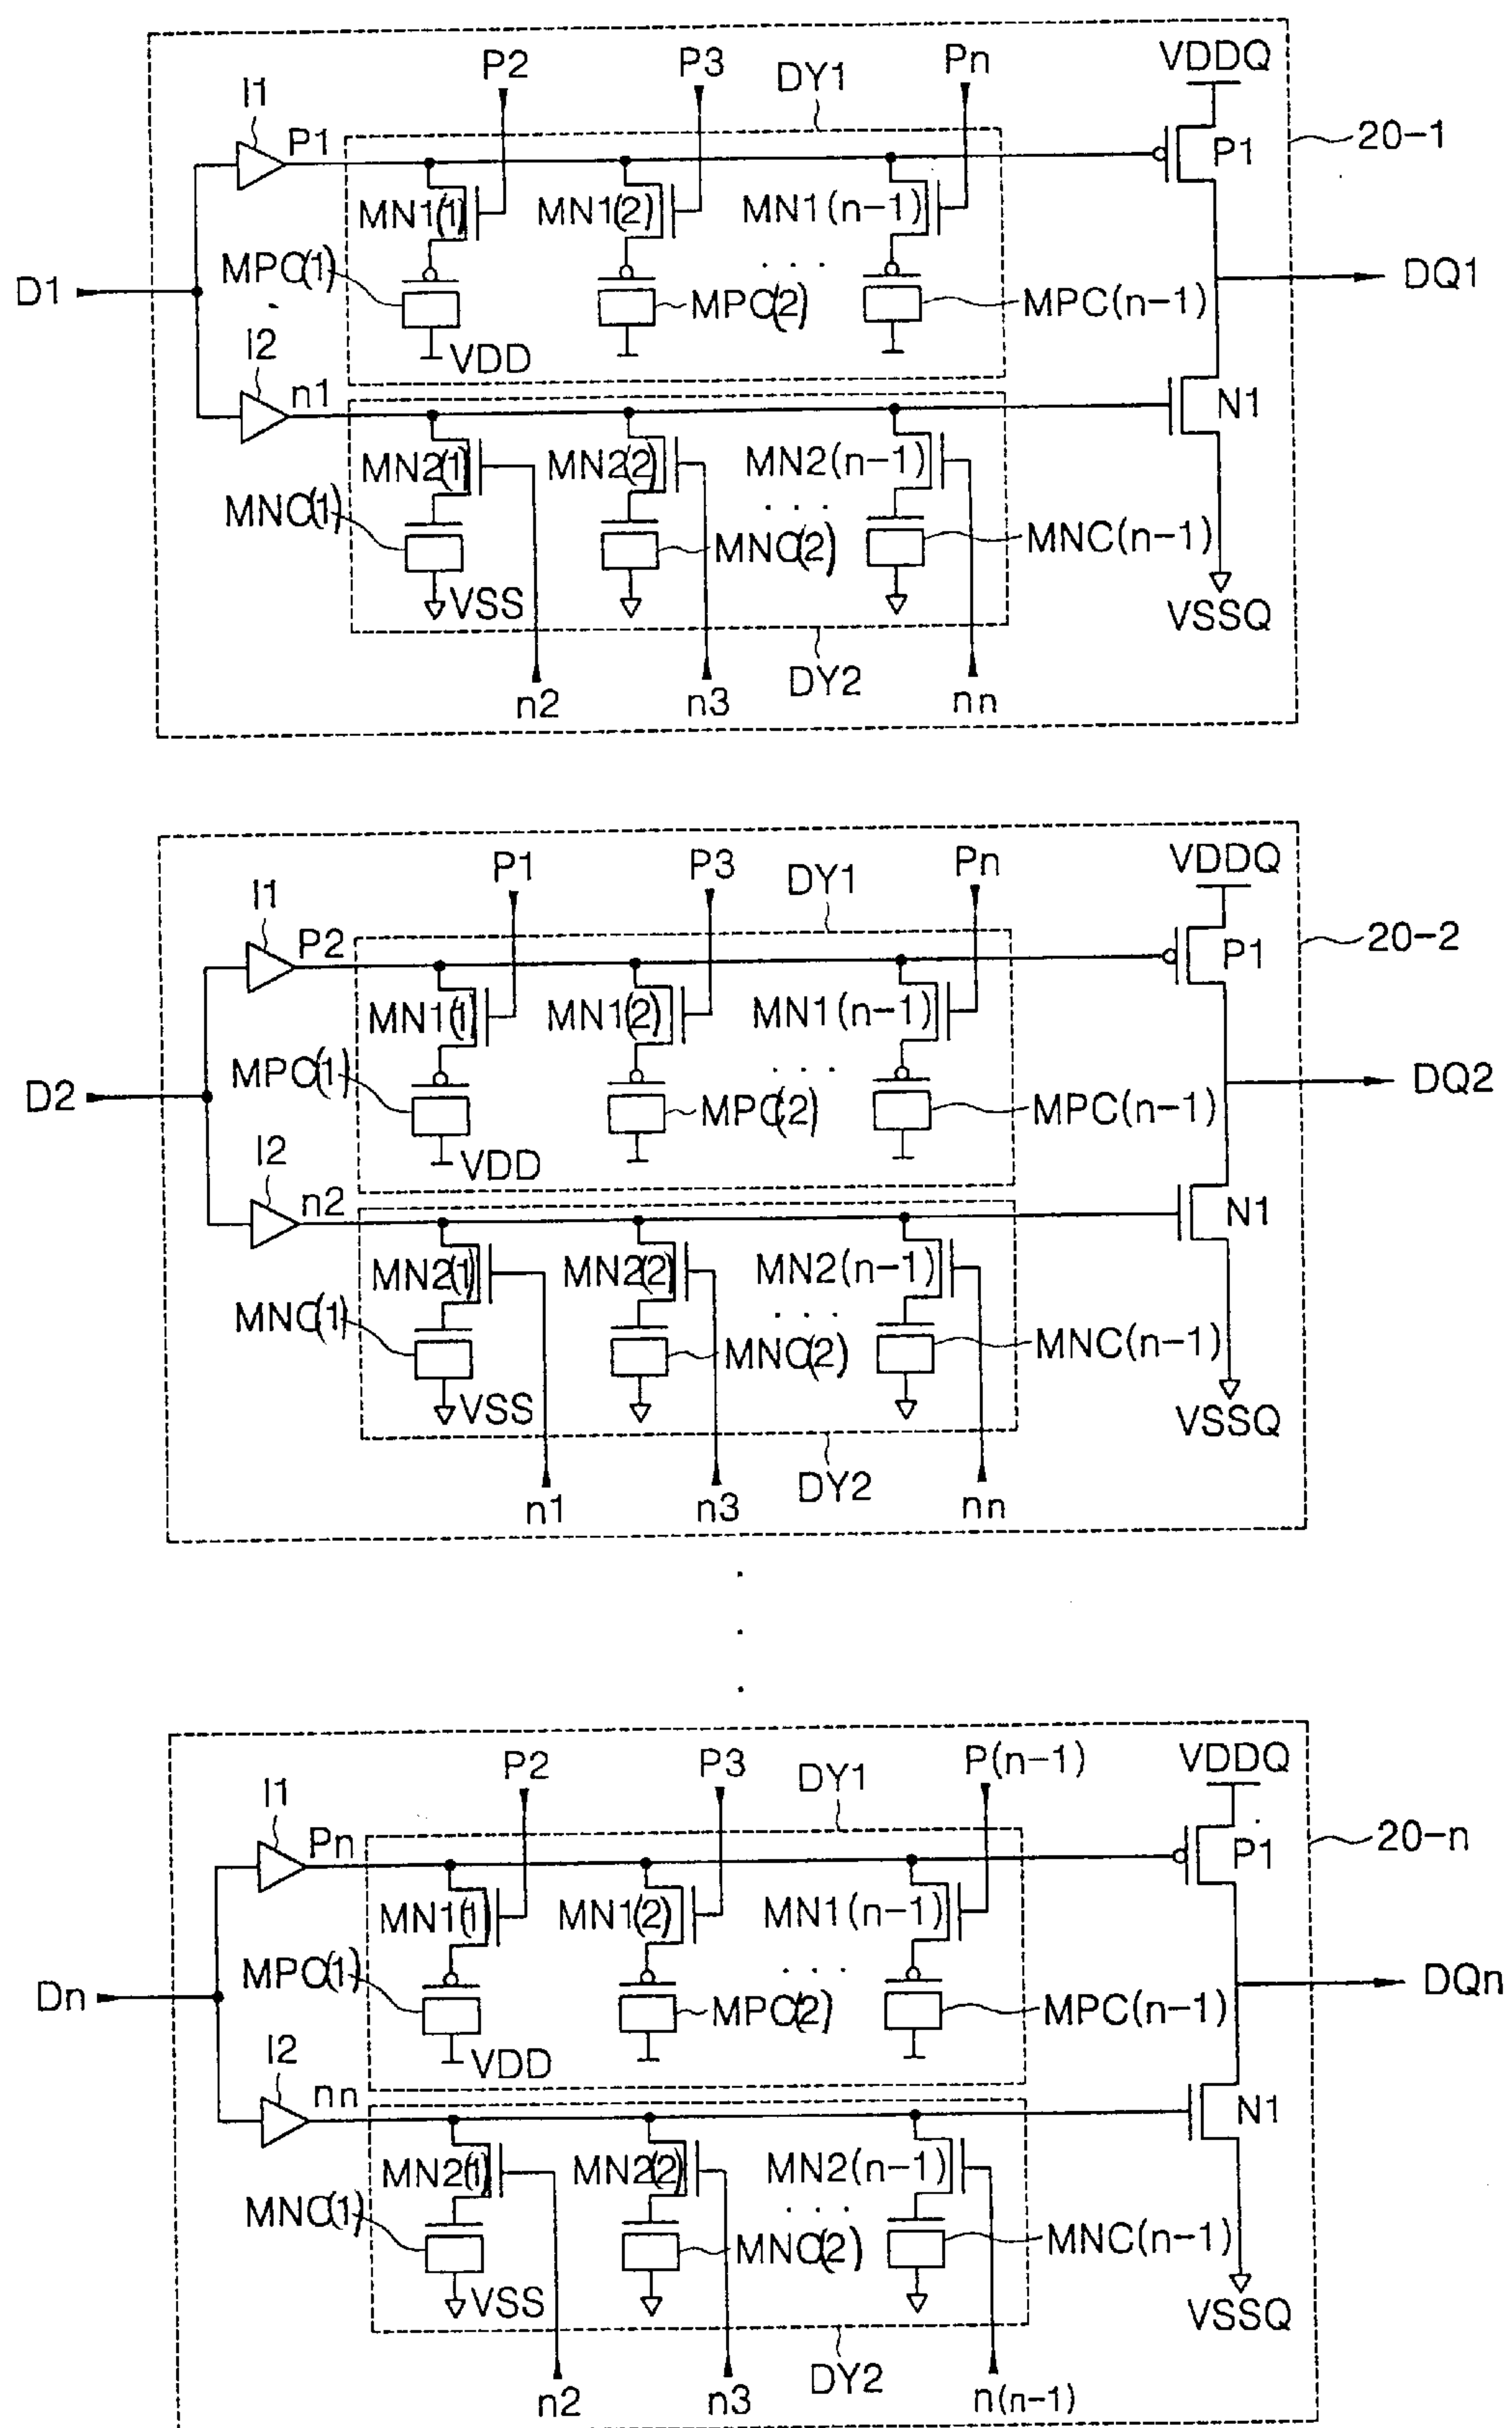 P2 P3 DY1 Pn VDDQ
I1 P1 P1 20-1
MN1(1) MN1(2) MN1(n-1)
MPC(1) MPC(2) . . . MPC(n-1)
D1 DQ1
VDD
I2 n1 N1
MN2(1) MN2(2) MN2(n-1)
MNC(1) MNC(2) . . . MNC(n-1)
VSS VSSQ
n2 n3 DY2 nn
P1 P3 DY1 Pn VDDQ
I1 P2 P1 20-2
MN1(1) MN1(2) MN1(n-1)
MPC(1) MPC(2) . . . MPC(n-1)
D2 DQ2
VDD
I2 n2 N1
MN2(1) MN2(2) MN2(n-1)
MNC(1) MNC(2) . . . MNC(n-1)
VSS VSSQ
n1 n3 DY2 nn
.
.
.
P2 P3 DY1 P(n-1) VDDQ
I1 Pn P1 20-n
MN1(1) MN1(2) MN1(n-1)
MPC(1) MPC(2) . . . MPC(n-1)
Dn DQn
VDD
I2 nn N1
MN2(1) MN2(2) MN2(n-1)
MNC(1) MNC(2) . . . MNC(n-1)
VSS VSSQ
n2 n3 DY2 n(n-1)